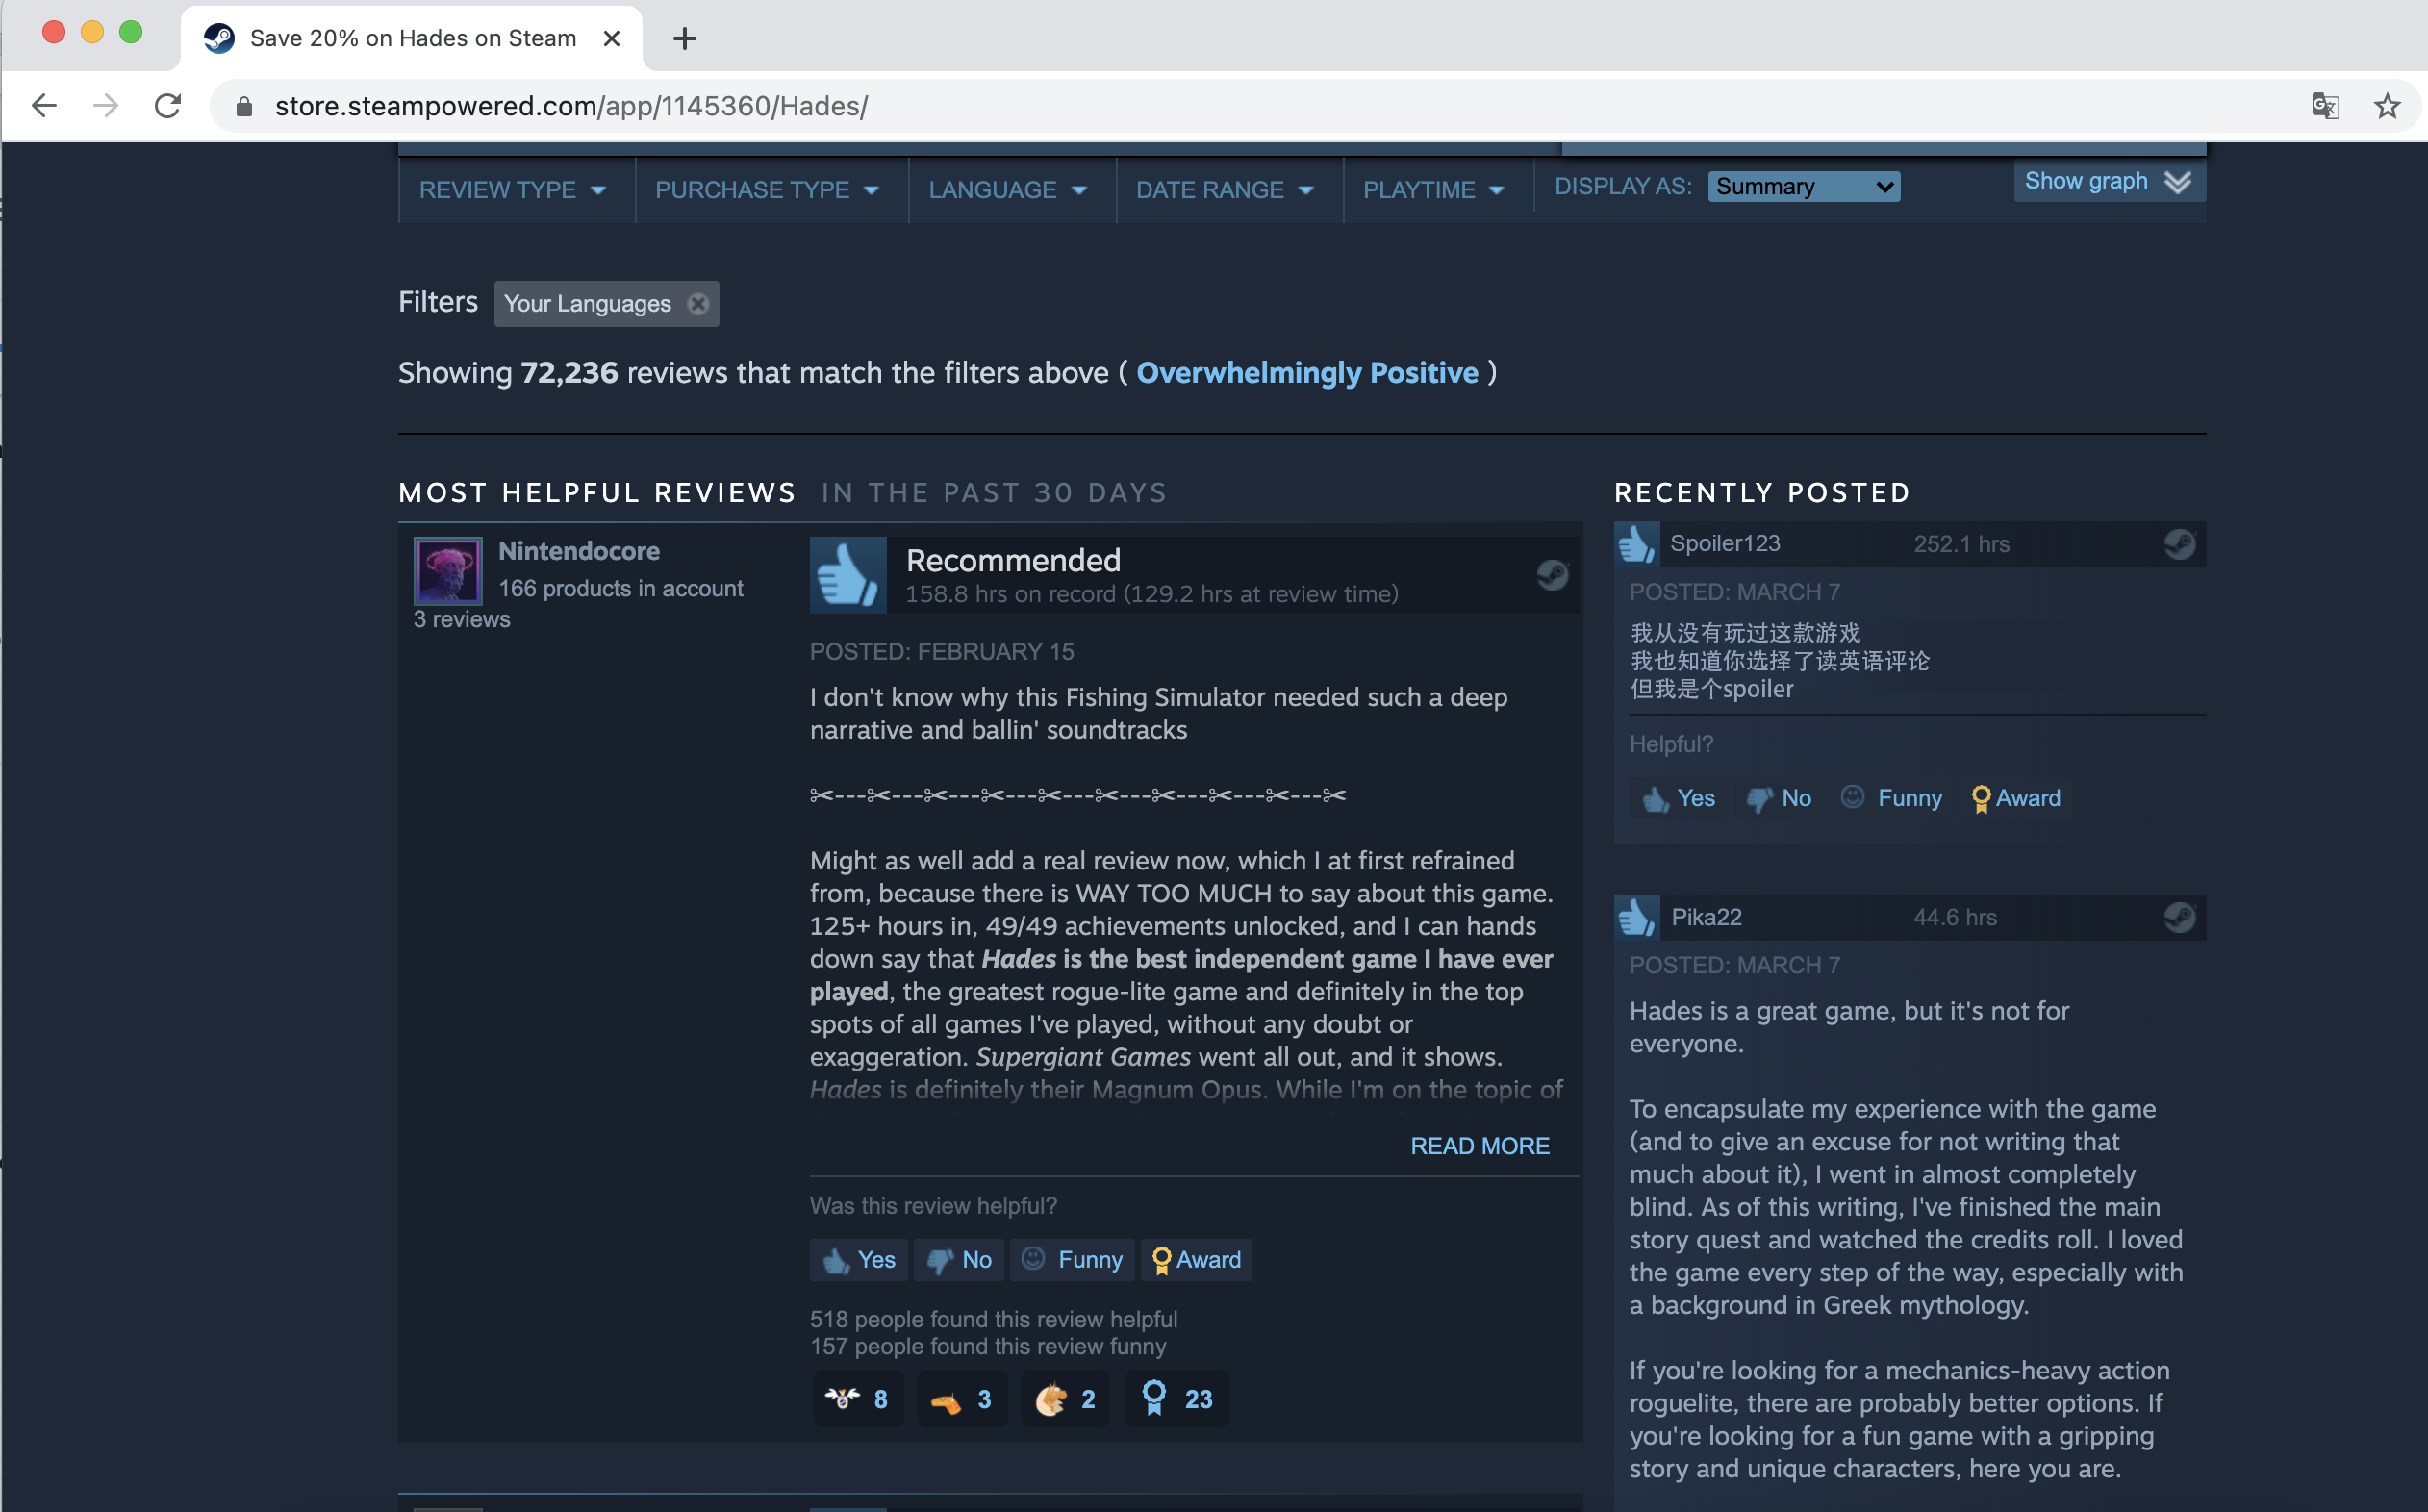 Save 20% on Hades on Steam
store.steampowered.com/app/1145360/Hades/
REVIEW TYPE
PURCHASE TYPE
LANGUAGE
DATE RANGE
PLAYTIME
DISPLAY AS: Summary
Show graph
Filters Your Languages
Showing 72,236 reviews that match the filters above ( Overwhelmingly Positive )
MOST HELPFUL REVIEWS IN THE PAST 30 DAYS
Nintendocore
166 products in account
3 reviews
Recommended
158.8 hrs on record (129.2 hrs at review time)
POSTED: FEBRUARY 15
I don't know why this Fishing Simulator needed such a deep
narrative and ballin' soundtracks
✂---✂---✂---✂---✂---✂---✂---✂---✂---✂
Might as well add a real review now, which I at first refrained
from, because there is WAY TOO MUCH to say about this game.
125+ hours in, 49/49 achievements unlocked, and I can hands
down say that Hades is the best independent game I have ever
played, the greatest rogue-lite game and definitely in the top
spots of all games I've played, without any doubt or
exaggeration. Supergiant Games went all out, and it shows.
Hades is definitely their Magnum Opus. While I'm on the topic of
READ MORE
Was this review helpful?
Yes No Funny Award
518 people found this review helpful
157 people found this review funny
8 3 2 23
RECENTLY POSTED
Spoiler123 252.1 hrs
POSTED: MARCH 7
我从没有玩过这款游戏
我也知道你选择了读英语评论
但我是个spoiler
Helpful?
Yes No Funny Award
Pika22 44.6 hrs
POSTED: MARCH 7
Hades is a great game, but it's not for
everyone.
To encapsulate my experience with the game
(and to give an excuse for not writing that
much about it), I went in almost completely
blind. As of this writing, I've finished the main
story quest and watched the credits roll. I loved
the game every step of the way, especially with
a background in Greek mythology.
If you're looking for a mechanics-heavy action
roguelite, there are probably better options. If
you're looking for a fun game with a gripping
story and unique characters, here you are.